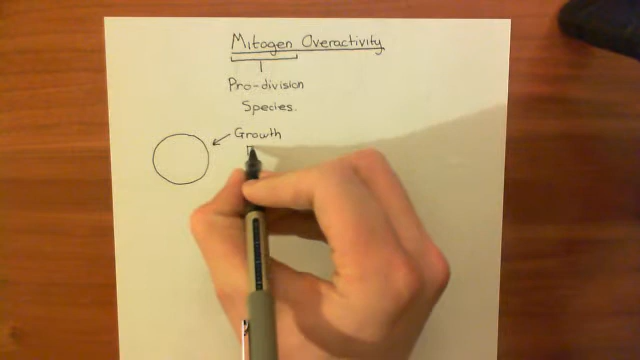 Mitogen Overactivity
Pro-division
Species.
Growth